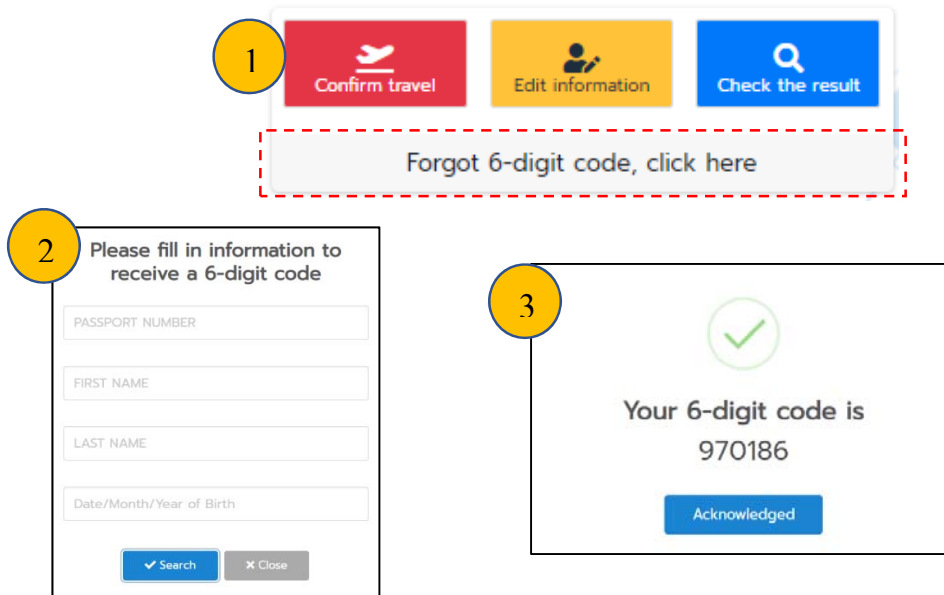 1
Confirm travel
Edit information
Check the result
Forgot 6-digit code, click here
2
Please fill in information to
receive a 6-digit code
PASSPORT NUMBER
FIRST NAME
LAST NAME
Date/Month/Year of Birth
Search
Close
3
Your 6-digit code is
970186
Acknowledged